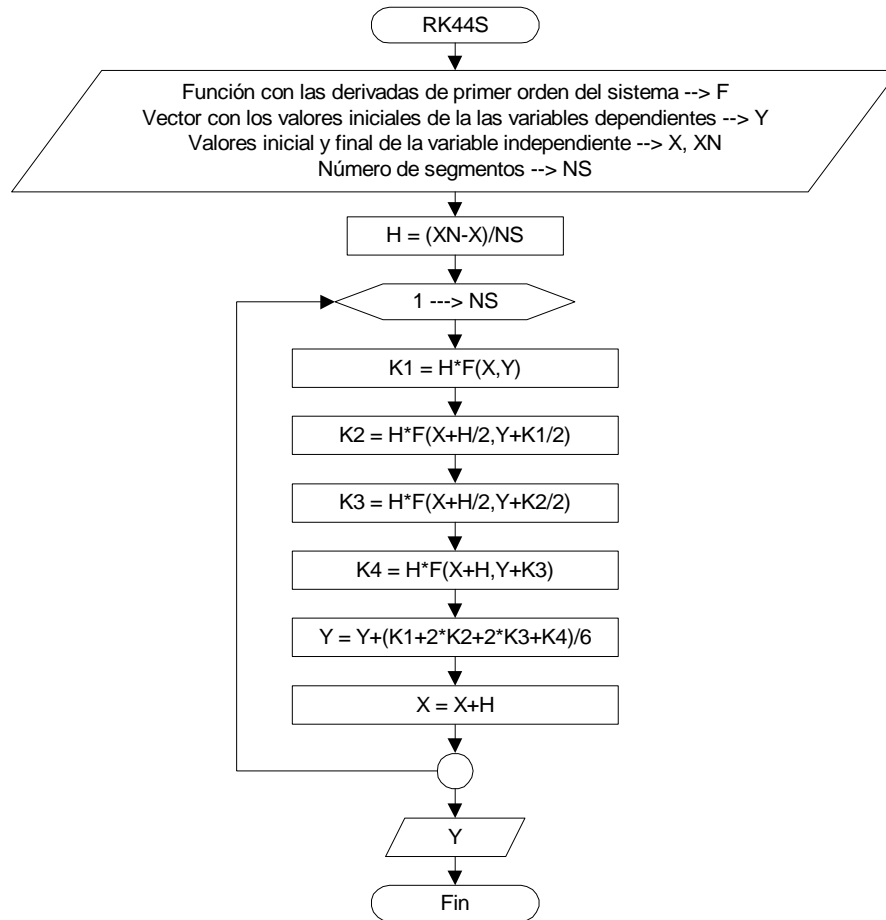 RK44S
Función con las derivadas de primer orden del sistema --> F
Vector con los valores iniciales de la las variables dependientes --> Y
Valores inicial y final de la variable independiente --> X, XN
Número de segmentos --> NS
H = (XN-X)/NS
1 ---> NS
K1 = H*F(X,Y)
K2 = H*F(X+H/2,Y+K1/2)
K3 = H*F(X+H/2,Y+K2/2)
K4 = H*F(X+H,Y+K3)
Y = Y+(K1+2*K2+2*K3+K4)/6
X = X+H
Y
Fin